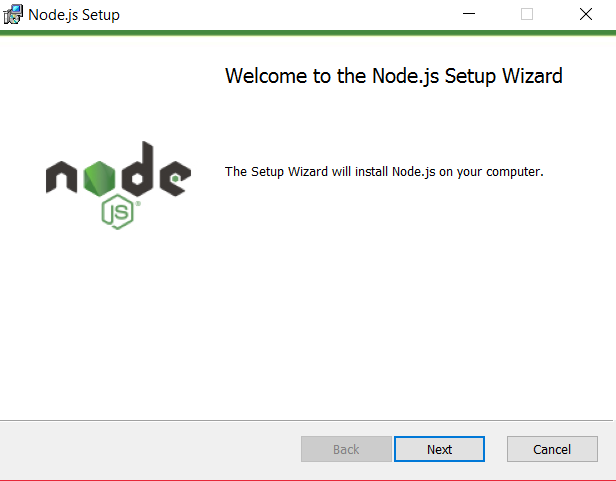 Node.js Setup
Welcome to the Node.js Setup Wizard
node
JS®
The Setup Wizard will install Node.js on your computer.
Back
Next
Cancel